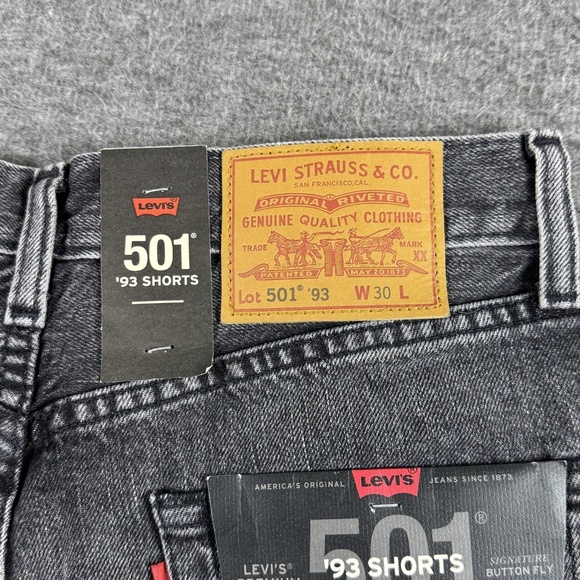 Levi's
501®
'93 SHORTS
LEVI STRAUSS & CO.
SAN FRANCISCO, CAL.
ORIGINAL RIVETED
GENUINE QUALITY CLOTHING
TRADE MARK
XX
PATENTED MAY 20 1873
Lot 501® '93 W 30 L
AMERICA'S ORIGINAL Levi's JEANS SINCE 1873
501®
LEVI'S® '93 SHORTS SIGNATURE
PREMIUM BUTTON FLY